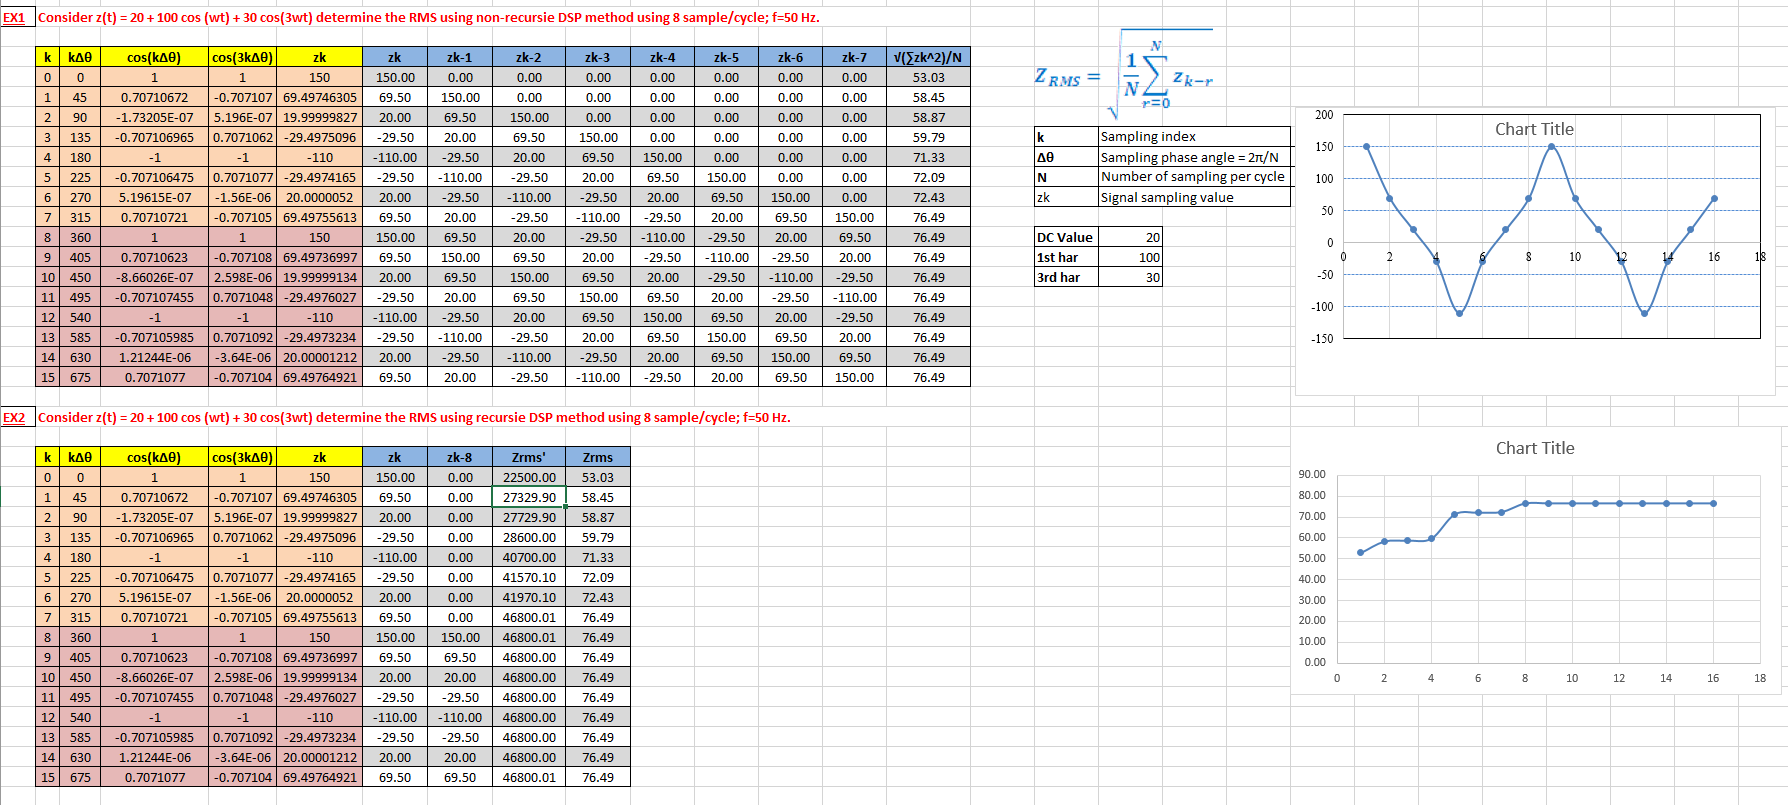 EX1 Consider z(t) = 20 + 100 cos (wt) + 30 cos(3wt) determine the RMS using non-recursie DSP method using 8 sample/cycle; f=50 Hz.
k kΔθ cos(kΔθ) cos(3kΔθ) zk zk zk-1 zk-2 zk-3 zk-4 zk-5 zk-6 zk-7 √(∑zk^2)/N
0 0 1 1 150 150.00 0.00 0.00 0.00 0.00 0.00 0.00 0.00 53.03
1 45 0.70710672 -0.707107 69.49746305 69.50 150.00 0.00 0.00 0.00 0.00 0.00 0.00 58.45
2 90 -1.73205E-07 5.196E-07 19.99999827 20.00 69.50 150.00 0.00 0.00 0.00 0.00 0.00 58.87
3 135 -0.707106965 0.7071062 -29.4975096 -29.50 20.00 69.50 150.00 0.00 0.00 0.00 0.00 59.79
4 180 -1 -1 -110 -110.00 -29.50 20.00 69.50 150.00 0.00 0.00 0.00 71.33
5 225 -0.707106475 0.7071077 -29.4974165 -29.50 -110.00 -29.50 20.00 69.50 150.00 0.00 0.00 72.09
6 270 5.19615E-07 -1.56E-06 20.0000052 20.00 -29.50 -110.00 -29.50 20.00 69.50 150.00 0.00 72.43
7 315 0.70710721 -0.707105 69.49755613 69.50 20.00 -29.50 -110.00 -29.50 20.00 69.50 150.00 76.49
8 360 1 1 150 150.00 69.50 20.00 -29.50 -110.00 -29.50 20.00 69.50 76.49
9 405 0.70710623 -0.707108 69.49736997 69.50 150.00 69.50 20.00 -29.50 -110.00 -29.50 20.00 76.49
10 450 -8.66026E-07 2.598E-06 19.99999134 20.00 69.50 150.00 69.50 20.00 -29.50 -110.00 -29.50 76.49
11 495 -0.707107455 0.7071048 -29.4976027 -29.50 20.00 69.50 150.00 69.50 20.00 -29.50 -110.00 76.49
12 540 -1 -1 -110 -110.00 -29.50 20.00 69.50 150.00 69.50 20.00 -29.50 76.49
13 585 -0.707105985 0.7071092 -29.4973234 -29.50 -110.00 -29.50 20.00 69.50 150.00 69.50 20.00 76.49
14 630 1.21244E-06 -3.64E-06 20.00001212 20.00 -29.50 -110.00 -29.50 20.00 69.50 150.00 69.50 76.49
15 675 0.7071077 -0.707104 69.49764921 69.50 20.00 -29.50 -110.00 -29.50 20.00 69.50 150.00 76.49
Z RMS = √ 1/N N ∑ r=0 z k−r
k Sampling index
Δθ Sampling phase angle = 2π/N
N Number of sampling per cycle
zk Signal sampling value
DC Value 20
1st har 100
3rd har 30
Chart Title
200
150
100
50
0
-50
-100
-150
0 2 4 6 8 10 12 14 16 18
EX2 Consider z(t) = 20 + 100 cos (wt) + 30 cos(3wt) determine the RMS using recursie DSP method using 8 sample/cycle; f=50 Hz.
k kΔθ cos(kΔθ) cos(3kΔθ) zk zk zk-8 Zrms' Zrms
0 0 1 1 150 150.00 0.00 22500.00 53.03
1 45 0.70710672 -0.707107 69.49746305 69.50 0.00 27329.90 58.45
2 90 -1.73205E-07 5.196E-07 19.99999827 20.00 0.00 27729.90 58.87
3 135 -0.707106965 0.7071062 -29.4975096 -29.50 0.00 28600.00 59.79
4 180 -1 -1 -110 -110.00 0.00 40700.00 71.33
5 225 -0.707106475 0.7071077 -29.4974165 -29.50 0.00 41570.10 72.09
6 270 5.19615E-07 -1.56E-06 20.0000052 20.00 0.00 41970.10 72.43
7 315 0.70710721 -0.707105 69.49755613 69.50 0.00 46800.01 76.49
8 360 1 1 150 150.00 150.00 46800.01 76.49
9 405 0.70710623 -0.707108 69.49736997 69.50 69.50 46800.00 76.49
10 450 -8.66026E-07 2.598E-06 19.99999134 20.00 20.00 46800.00 76.49
11 495 -0.707107455 0.7071048 -29.4976027 -29.50 -29.50 46800.00 76.49
12 540 -1 -1 -110 -110.00 -110.00 46800.00 76.49
13 585 -0.707105985 0.7071092 -29.4973234 -29.50 -29.50 46800.00 76.49
14 630 1.21244E-06 -3.64E-06 20.00001212 20.00 20.00 46800.00 76.49
15 675 0.7071077 -0.707104 69.49764921 69.50 69.50 46800.01 76.49
Chart Title
90.00
80.00
70.00
60.00
50.00
40.00
30.00
20.00
10.00
0.00
0 2 4 6 8 10 12 14 16 18